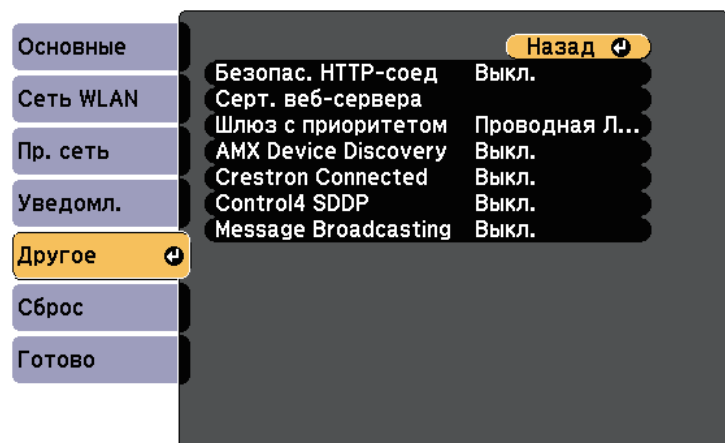 Основные
Сеть WLAN
Пр. сеть
Уведомл.
Другое
Сброс
Готово
Назад
Безопас. HTTP-соед Выкл.
Серт. веб-сервера
Шлюз с приоритетом Проводная Л...
AMX Device Discovery Выкл.
Crestron Connected Выкл.
Control4 SDDP Выкл.
Message Broadcasting Выкл.